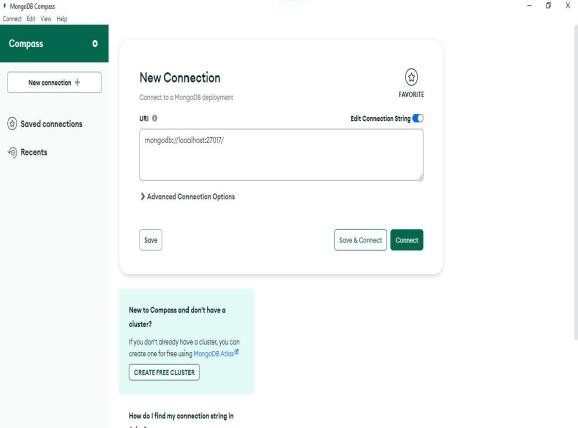 MongoDB Compass
Connect Edit View Help
Compass
New connection +
Saved connections
Recents
New Connection
Connect to a MongoDB deployment
FAVORITE
URI
Edit Connection String
mongodb://localhost:27017/
Advanced Connection Options
Save
Save & Connect
Connect
New to Compass and don't have a
cluster?
If you don't already have a cluster, you can
create one for free using MongoDB Atlas
CREATE FREE CLUSTER
How do I find my connection string in